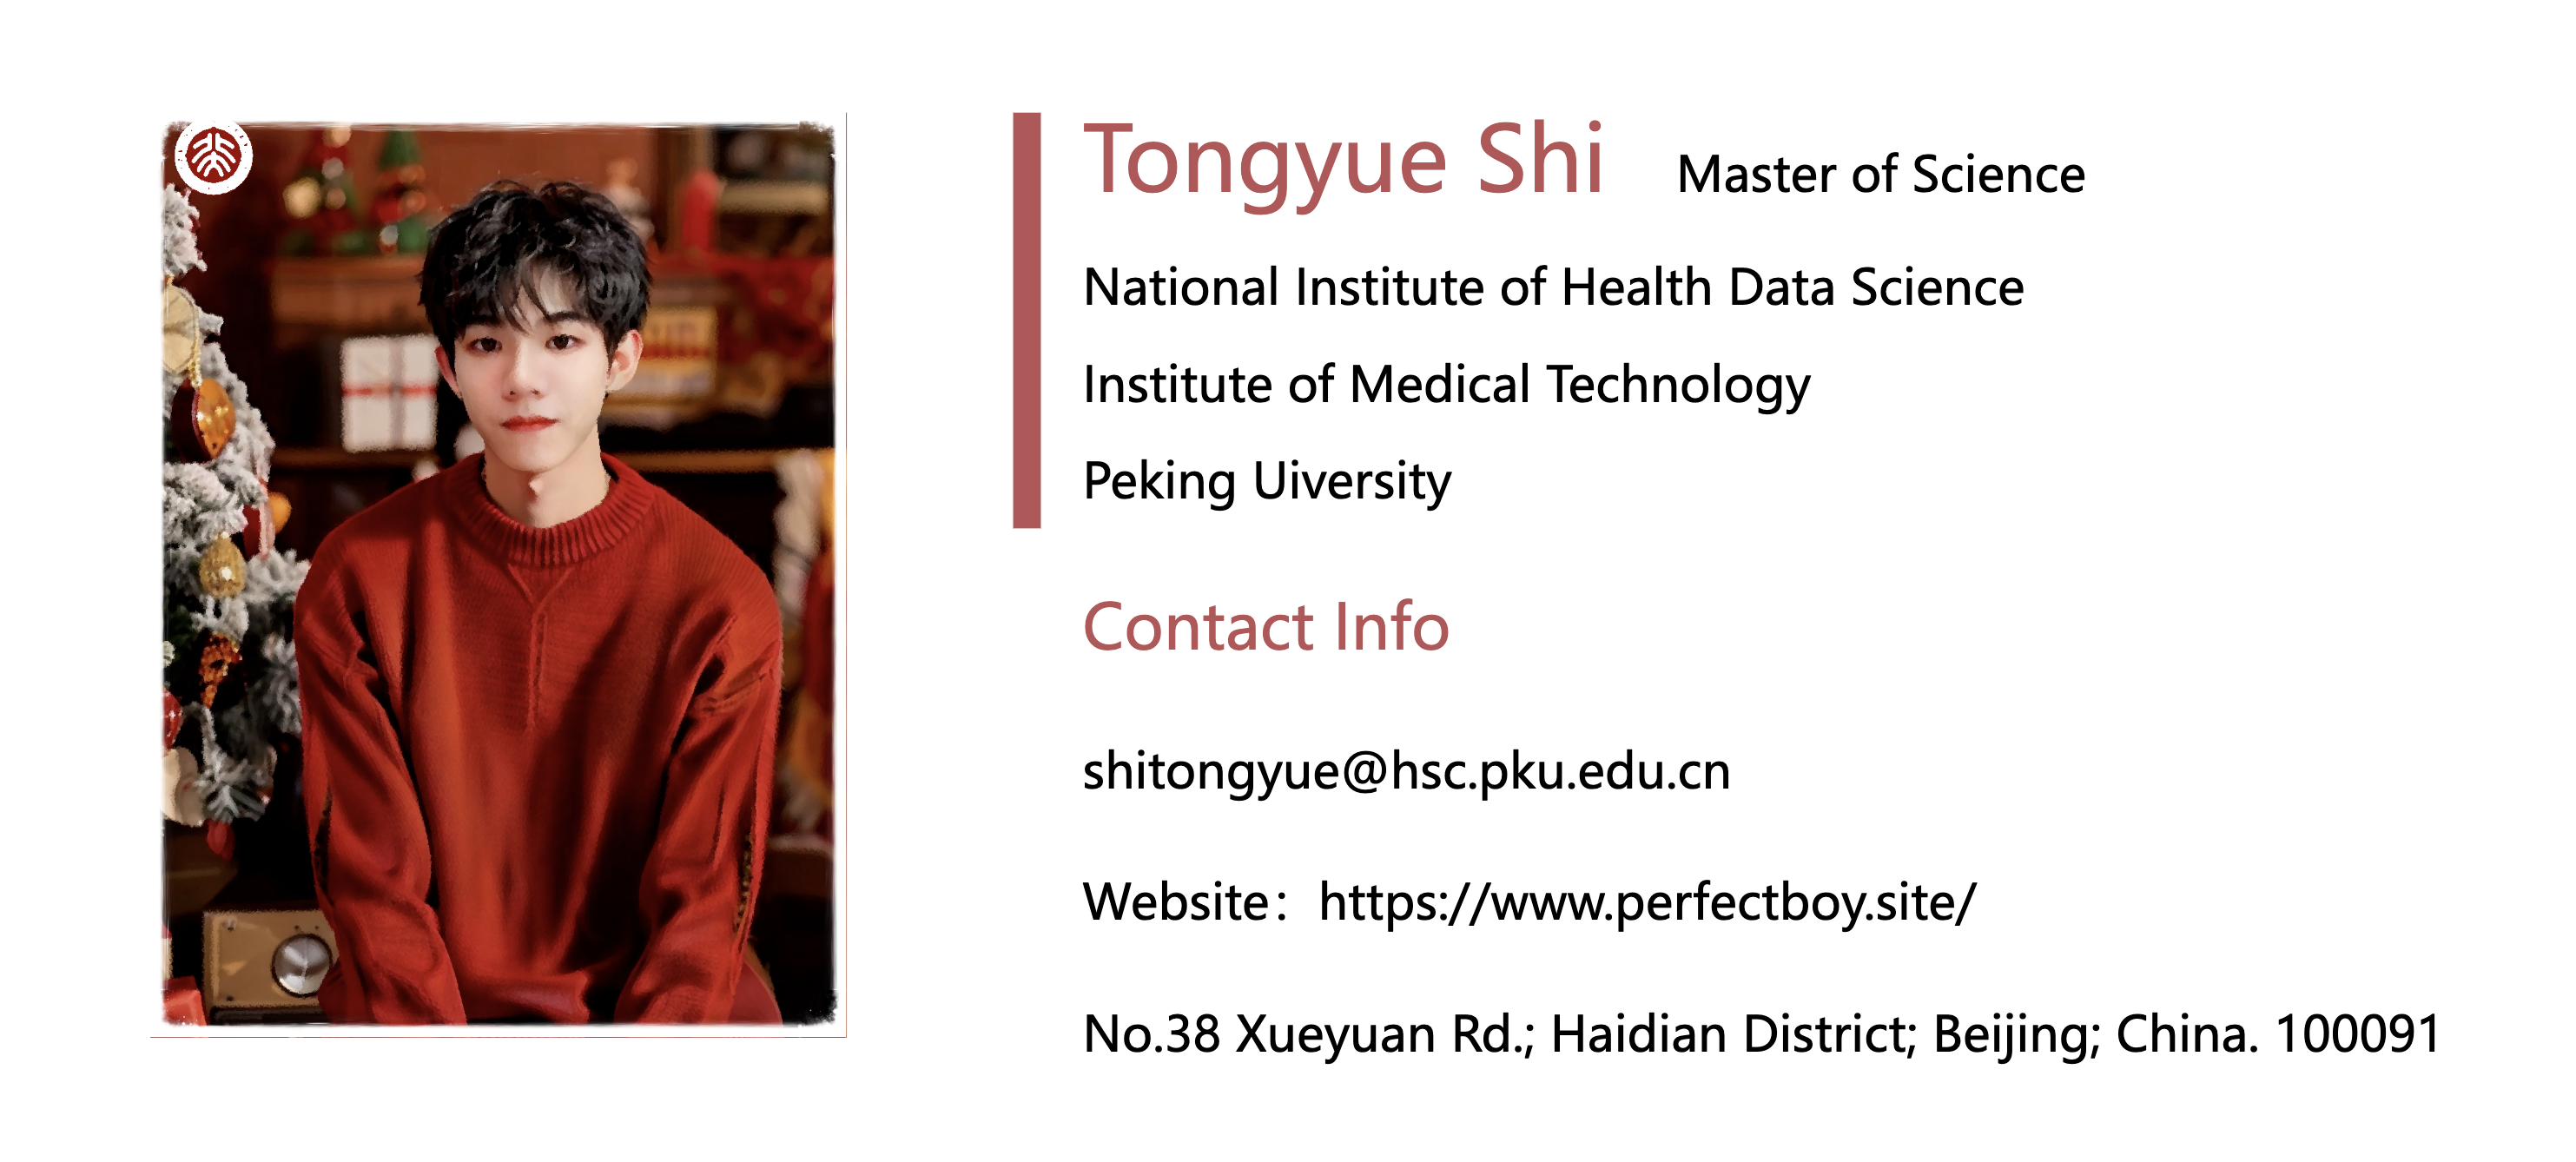 Tongyue Shi Master of Science
National Institute of Health Data Science
Institute of Medical Technology
Peking Uiversity
Contact Info
shitongyue@hsc.pku.edu.cn
Website：https://www.perfectboy.site/
No.38 Xueyuan Rd.; Haidian District; Beijing; China. 100091